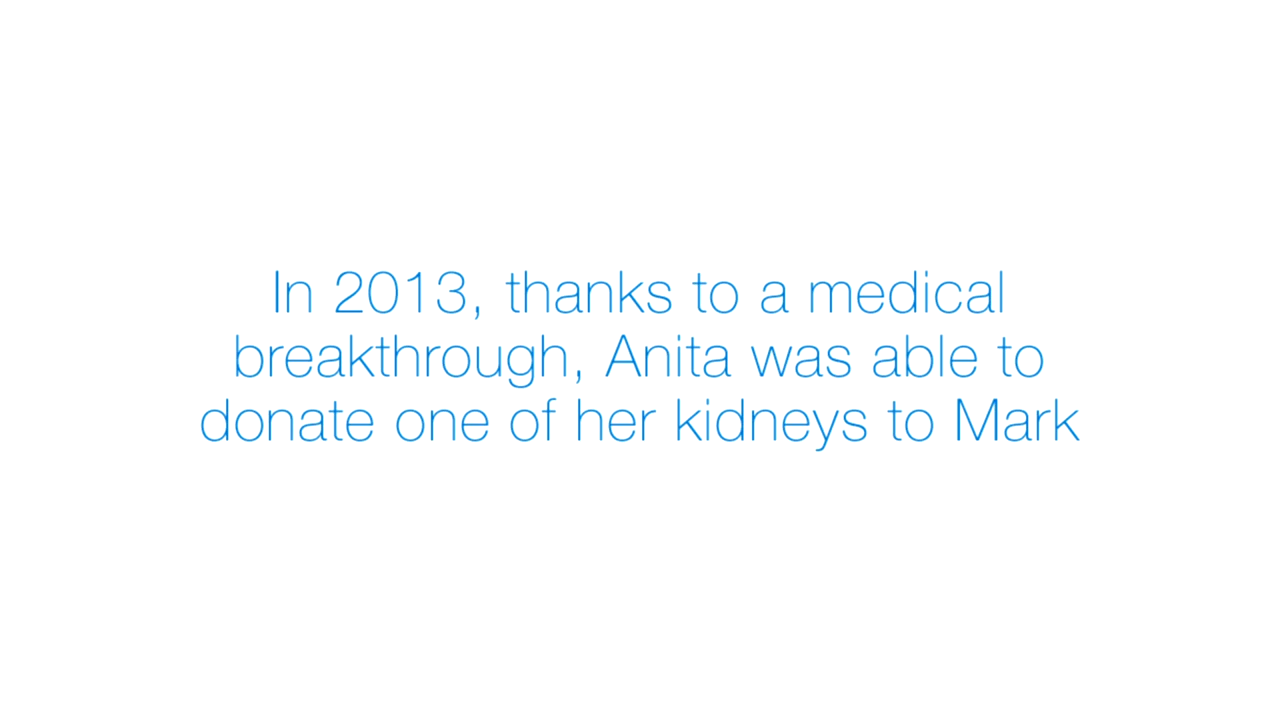 In 2013, thanks to a medical
breakthrough, Anita was able to
donate one of her kidneys to Mark